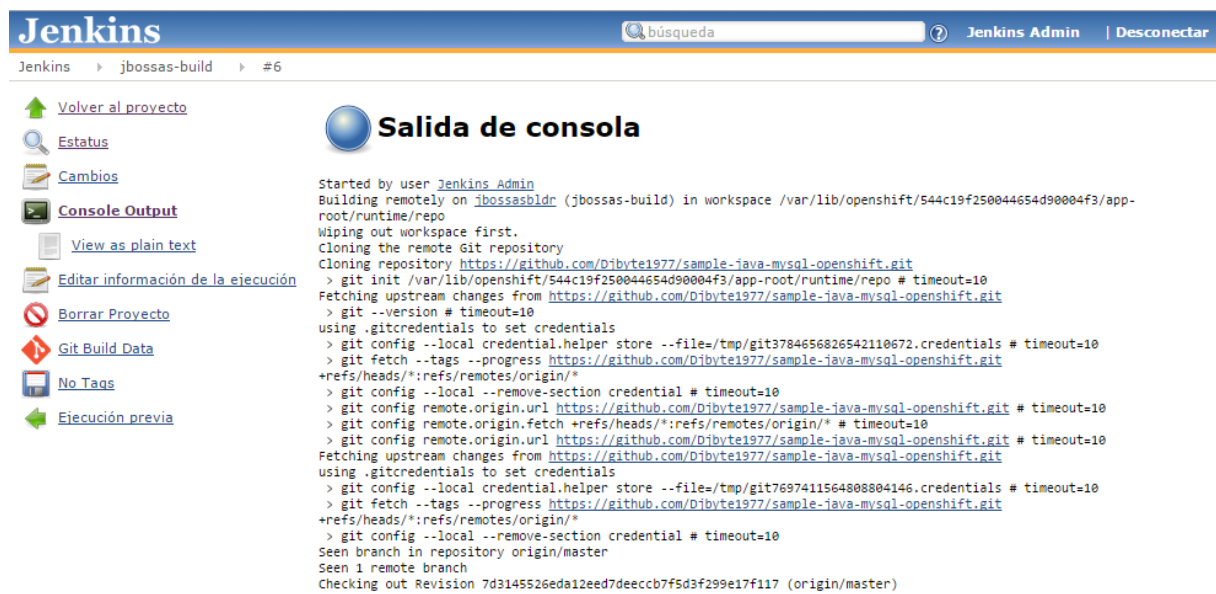 Jenkins
búsqueda
Jenkins Admin | Desconectar
Jenkins jbossas-build #6
Volver al proyecto
Estatus
Cambios
Console Output
View as plain text
Editar información de la ejecución
Borrar Proyecto
Git Build Data
No Tags
Ejecución previa
Salida de consola
Started by user Jenkins Admin
Building remotely on jbossasbldr (jbossas-build) in workspace /var/lib/openshift/544c19f250044654d90004f3/app-
root/runtime/repo
Wiping out workspace first.
Cloning the remote Git repository
Cloning repository https://github.com/Djbyte1977/sample-java-mysql-openshift.git
> git init /var/lib/openshift/544c19f250044654d90004f3/app-root/runtime/repo # timeout=10
Fetching upstream changes from https://github.com/Djbyte1977/sample-java-mysql-openshift.git
> git --version # timeout=10
using .gitcredentials to set credentials
> git config --local credential.helper store --file=/tmp/git3784656826542110672.credentials # timeout=10
> git fetch --tags --progress https://github.com/Djbyte1977/sample-java-mysql-openshift.git
+refs/heads/*:refs/remotes/origin/*
> git config --local --remove-section credential # timeout=10
> git config remote.origin.url https://github.com/Djbyte1977/sample-java-mysql-openshift.git # timeout=10
> git config remote.origin.fetch +refs/heads/*:refs/remotes/origin/* # timeout=10
> git config remote.origin.url https://github.com/Djbyte1977/sample-java-mysql-openshift.git # timeout=10
Fetching upstream changes from https://github.com/Djbyte1977/sample-java-mysql-openshift.git
using .gitcredentials to set credentials
> git config --local credential.helper store --file=/tmp/git7697411564808804146.credentials # timeout=10
> git fetch --tags --progress https://github.com/Djbyte1977/sample-java-mysql-openshift.git
+refs/heads/*:refs/remotes/origin/*
> git config --local --remove-section credential # timeout=10
Seen branch in repository origin/master
Seen 1 remote branch
Checking out Revision 7d3145526eda12eed7deeccb7f5d3f299e17f117 (origin/master)